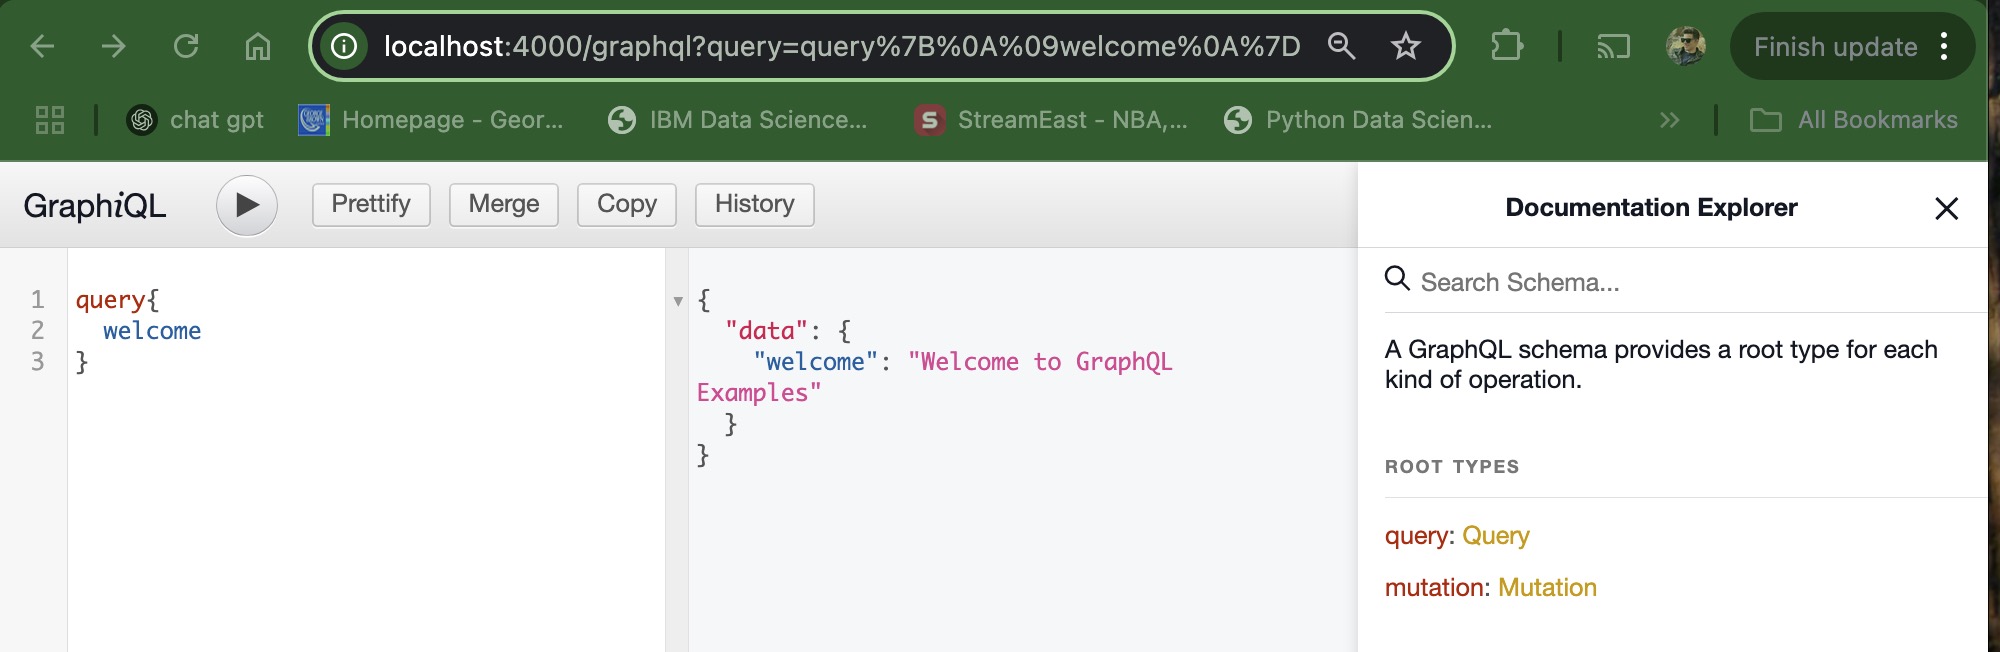 localhost:4000/graphql?query=query%7B%0A%09welcome%0A%7D
Finish update
chat gpt
Homepage - Geor...
IBM Data Science...
S
StreamEast - NBA,...
Python Data Scien...
All Bookmarks
GraphiQL
Prettify
Merge
Copy
History
Documentation Explorer
1 query{
2 welcome
3 }
{
"data": {
"welcome": "Welcome to GraphQL
Examples"
}
}
Search Schema...
A GraphQL schema provides a root type for each
kind of operation.
ROOT TYPES
query: Query
mutation: Mutation